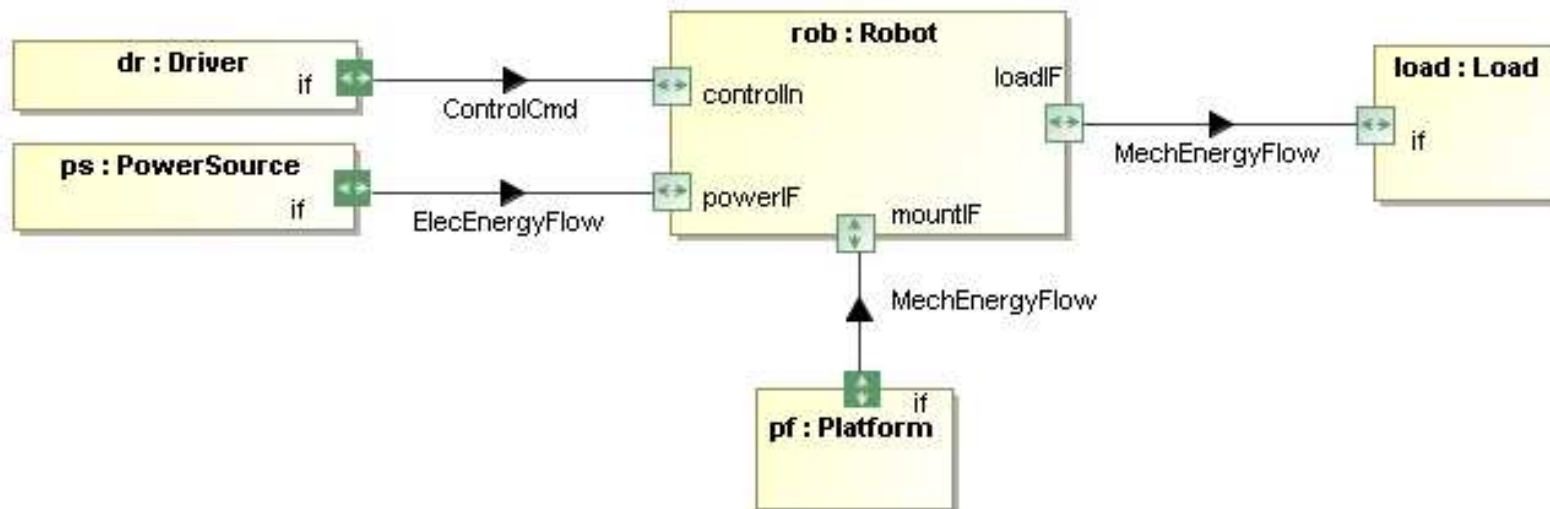 dr : Driver
if
ControlCmd
ps : PowerSource
if
ElecEnergyFlow
rob : Robot
controlIn
powerIF
loadIF
mountIF
MechEnergyFlow
load : Load
if
MechEnergyFlow
if
pf : Platform